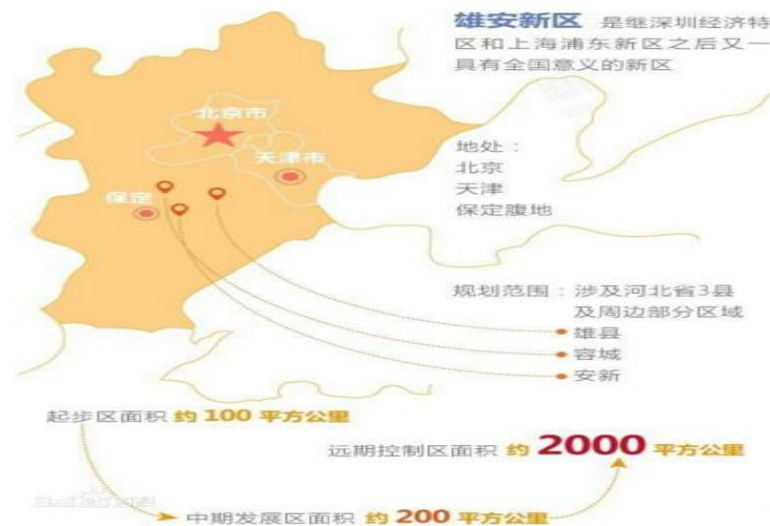 雄安新区 是继深圳经济特
区和上海浦东新区之后又一
具有全国意义的新区
北京市
天津市
保定
地处：
北京
天津
保定腹地
规划范围：涉及河北省3县
及周边部分区域
雄县
容城
安新
起步区面积 约 100 平方公里
远期控制区面积 约 2000 平方公里
中期发展区面积 约 200 平方公里